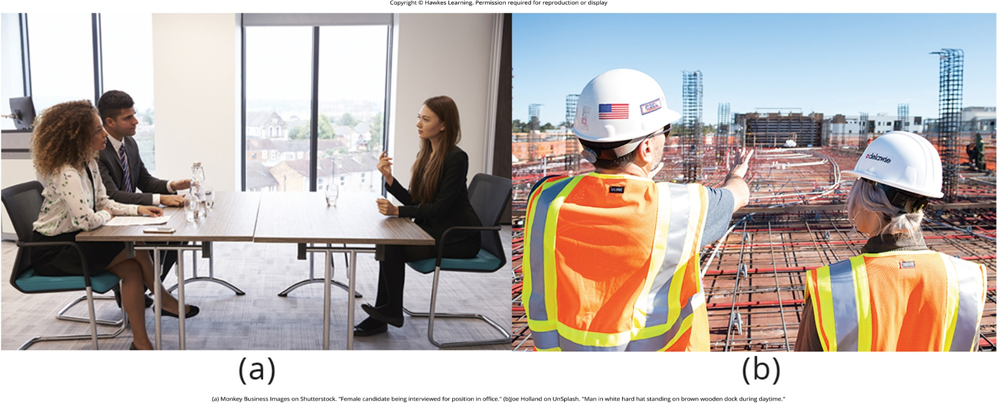 Copyright © Hawkes Learning. Permission required for reproduction or display
ULINE
delawie
(a)
(b)
(a) Monkey Business Images on Shutterstock. "Female candidate being interviewed for position in office." (b)Joe Holland on UnSplash. "Man in white hard hat standing on brown wooden dock during daytime."